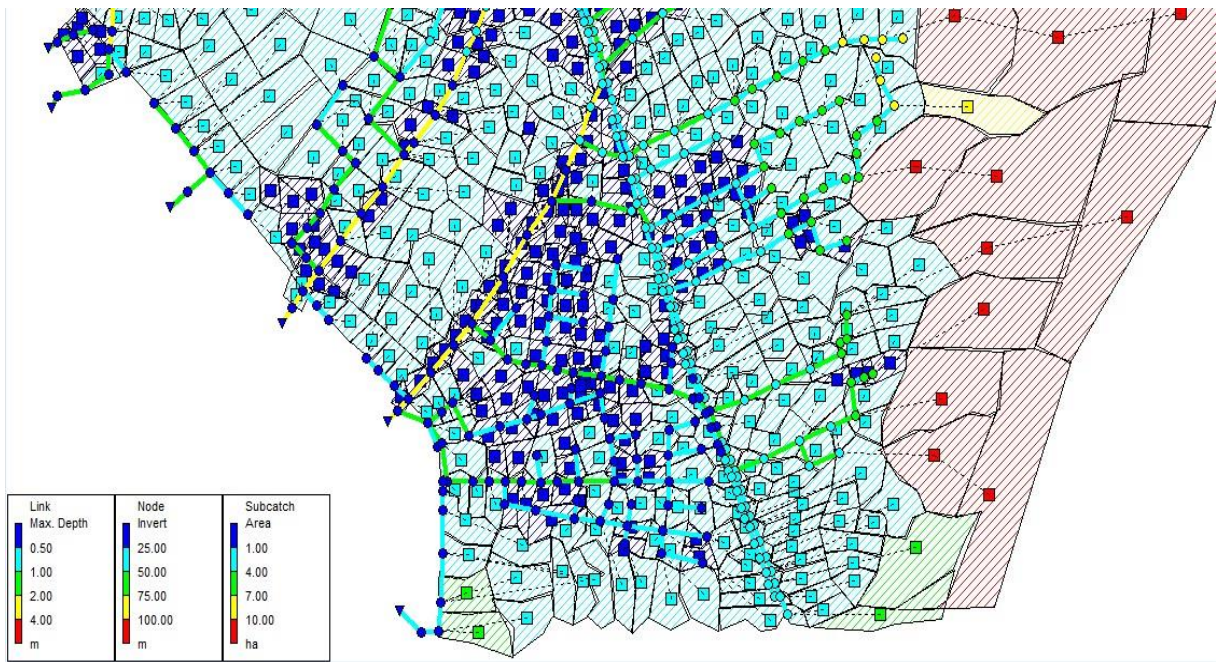 Link
Max. Depth
0.50
1.00
2.00
4.00
m
Node
Invert
25.00
50.00
75.00
100.00
m
Subcatch
Area
1.00
4.00
7.00
10.00
ha